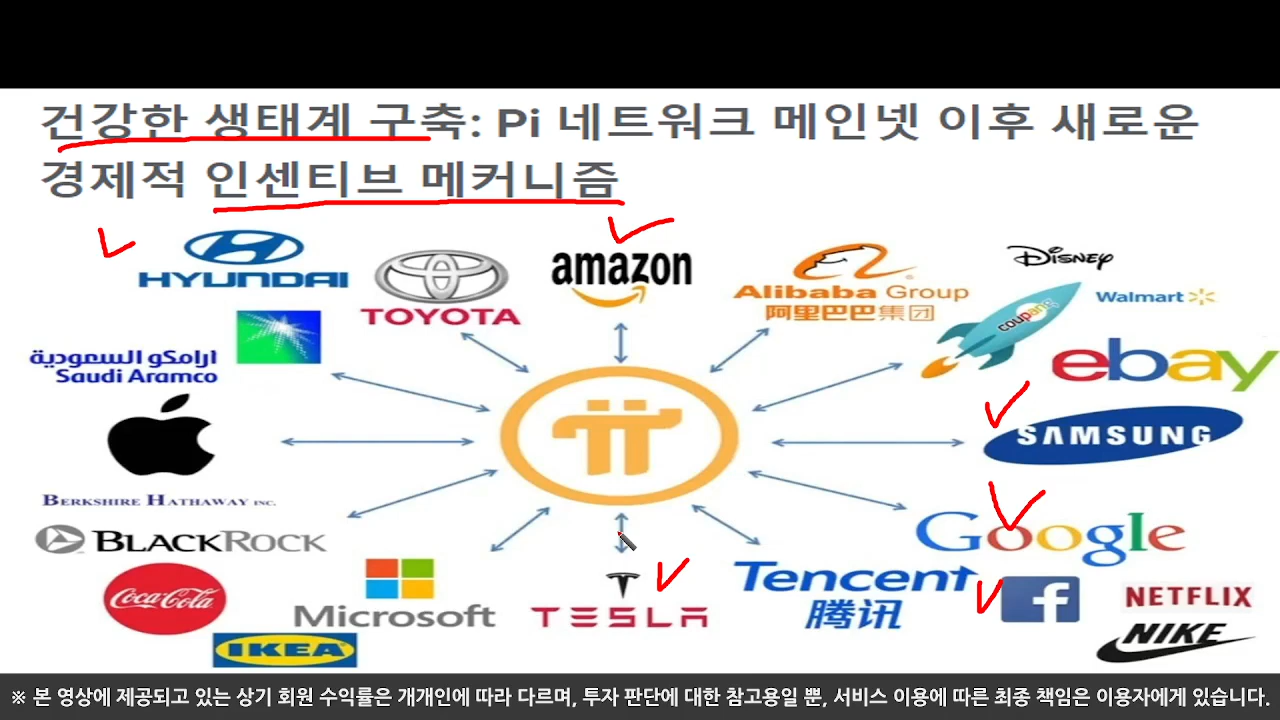 건강한 생태계 구축: Pi 네트워크 메인넷 이후 새로운
경제적 인센티브 메커니즘
HYUNDAI
TOYOTA
amazon
Alibaba Group
阿里巴巴集团
Disney
Walmart
coupang
ebay
أرامكو السعودية
Saudi Aramco
SAMSUNG
BERKSHIRE HATHAWAY INC.
BLACKROCK
Google
Coca-Cola
Microsoft
TESLA
Tencent
腾讯
f
NETFLIX
NIKE
IKEA
※ 본 영상에 제공되고 있는 상기 회원 수익률은 개개인에 따라 다르며, 투자 판단에 대한 참고용일 뿐, 서비스 이용에 따른 최종 책임은 이용자에게 있습니다.